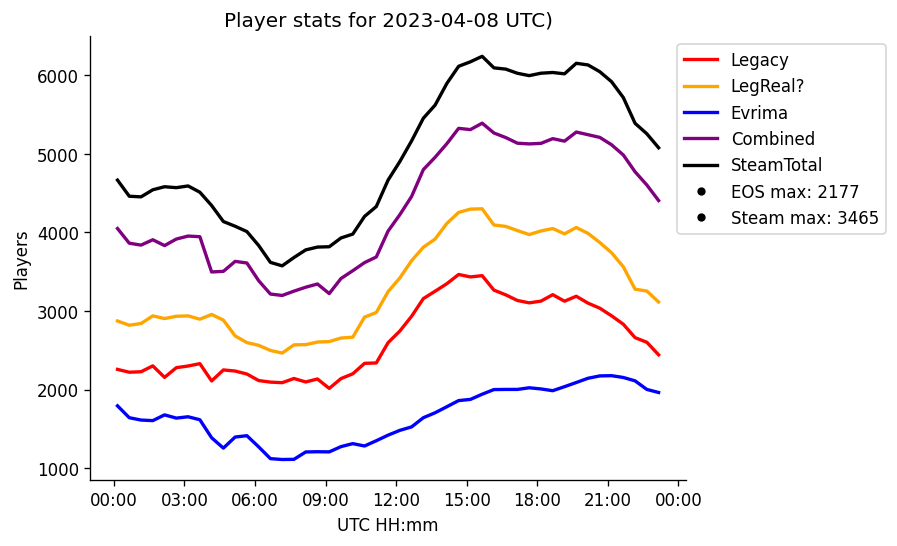 Player stats for 2023-04-08 UTC)
Legacy
LegReal?
Evrima
Combined
SteamTotal
EOS max: 2177
Steam max: 3465
6000
5000
4000
3000
2000
1000
Players
00:00 03:00 06:00 09:00 12:00 15:00 18:00 21:00 00:00
UTC HH:mm